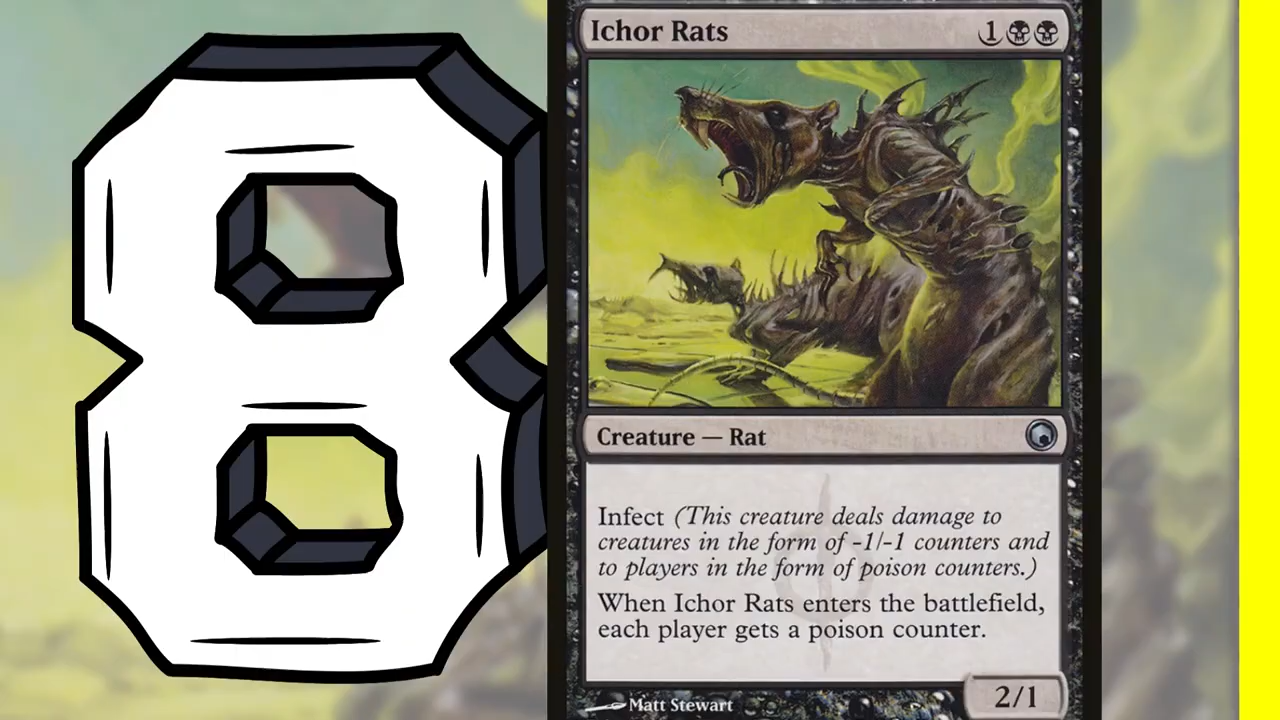 8
Ichor Rats 1
Creature — Rat
Infect (This creature deals damage to
creatures in the form of -1/-1 counters and
to players in the form of poison counters.)
When Ichor Rats enters the battlefield,
each player gets a poison counter.
2/1
Matt Stewart